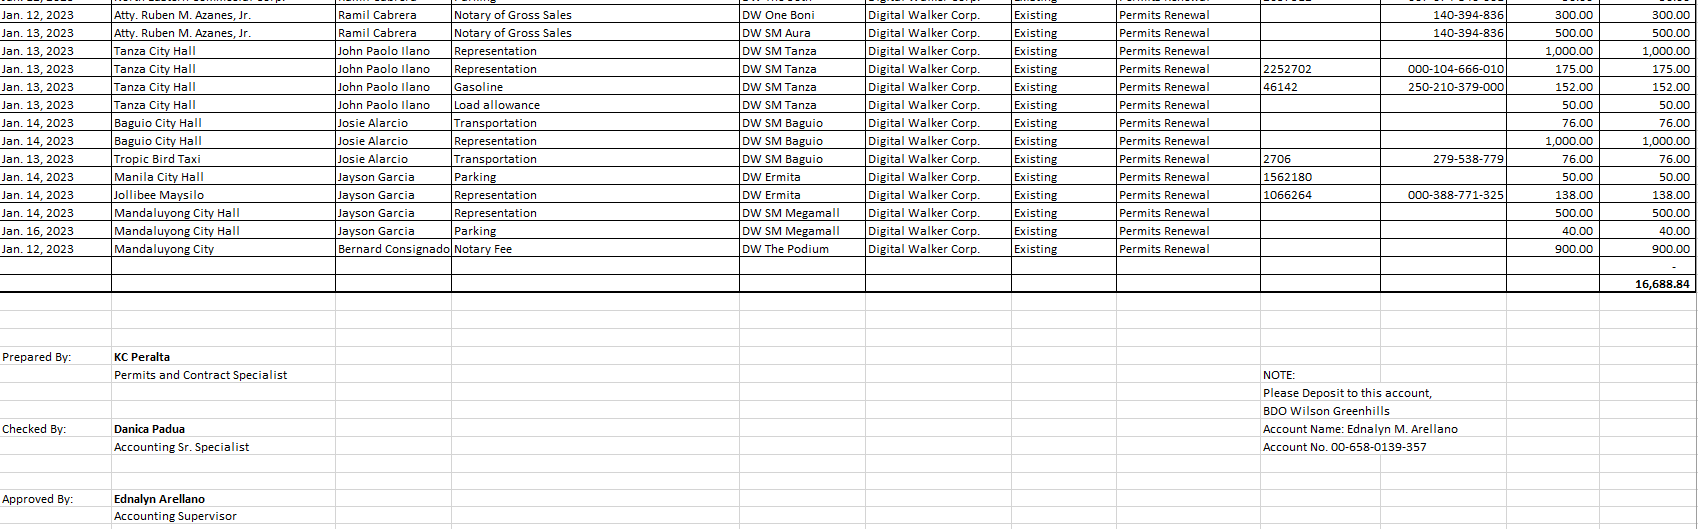 Jan. 12, 2023 Atty. Ruben M. Azanes, Jr. Ramil Cabrera Notary of Gross Sales DW One Boni Digital Walker Corp. Existing Permits Renewal 140-394-836 300.00 300.00
Jan. 12, 2023 Atty. Ruben M. Azanes, Jr. Ramil Cabrera Notary of Gross Sales DW SM Aura Digital Walker Corp. Existing Permits Renewal 140-394-836 500.00 500.00
Jan. 13, 2023 Tanza City Hall John Paolo Ilano Representation DW SM Tanza Digital Walker Corp. Existing Permits Renewal 1,000.00 1,000.00
Jan. 13, 2023 Tanza City Hall John Paolo Ilano Representation DW SM Tanza Digital Walker Corp. Existing Permits Renewal 2252702 000-104-666-010 175.00 175.00
Jan. 13, 2023 Tanza City Hall John Paolo Ilano Gasoline DW SM Tanza Digital Walker Corp. Existing Permits Renewal 46142 250-210-379-000 152.00 152.00
Jan. 13, 2023 Tanza City Hall John Paolo Ilano Load allowance DW SM Tanza Digital Walker Corp. Existing Permits Renewal 50.00 50.00
Jan. 14, 2023 Baguio City Hall Josie Alarcio Transportation DW SM Baguio Digital Walker Corp. Existing Permits Renewal 76.00 76.00
Jan. 14, 2023 Baguio City Hall Josie Alarcio Representation DW SM Baguio Digital Walker Corp. Existing Permits Renewal 1,000.00 1,000.00
Jan. 13, 2023 Tropic Bird Taxi Josie Alarcio Transportation DW SM Baguio Digital Walker Corp. Existing Permits Renewal 2706 279-538-779 76.00 76.00
Jan. 14, 2023 Manila City Hall Jayson Garcia Parking DW Ermita Digital Walker Corp. Existing Permits Renewal 1562180 50.00 50.00
Jan. 14, 2023 Jollibee Maysilo Jayson Garcia Representation DW Ermita Digital Walker Corp. Existing Permits Renewal 1066264 000-388-771-325 138.00 138.00
Jan. 14, 2023 Mandaluyong City Hall Jayson Garcia Representation DW SM Megamall Digital Walker Corp. Existing Permits Renewal 500.00 500.00
Jan. 16, 2023 Mandaluyong City Hall Jayson Garcia Parking DW SM Megamall Digital Walker Corp. Existing Permits Renewal 40.00 40.00
Jan. 12, 2023 Mandaluyong City Bernard Consignado Notary Fee DW The Podium Digital Walker Corp. Existing Permits Renewal 900.00 900.00
-
16,688.84
Prepared By: KC Peralta
Permits and Contract Specialist NOTE:
Please Deposit to this account,
BDO Wilson Greenhills
Checked By: Danica Padua Account Name: Ednalyn M. Arellano
Accounting Sr. Specialist Account No. 00-658-0139-357
Approved By: Ednalyn Arellano
Accounting Supervisor